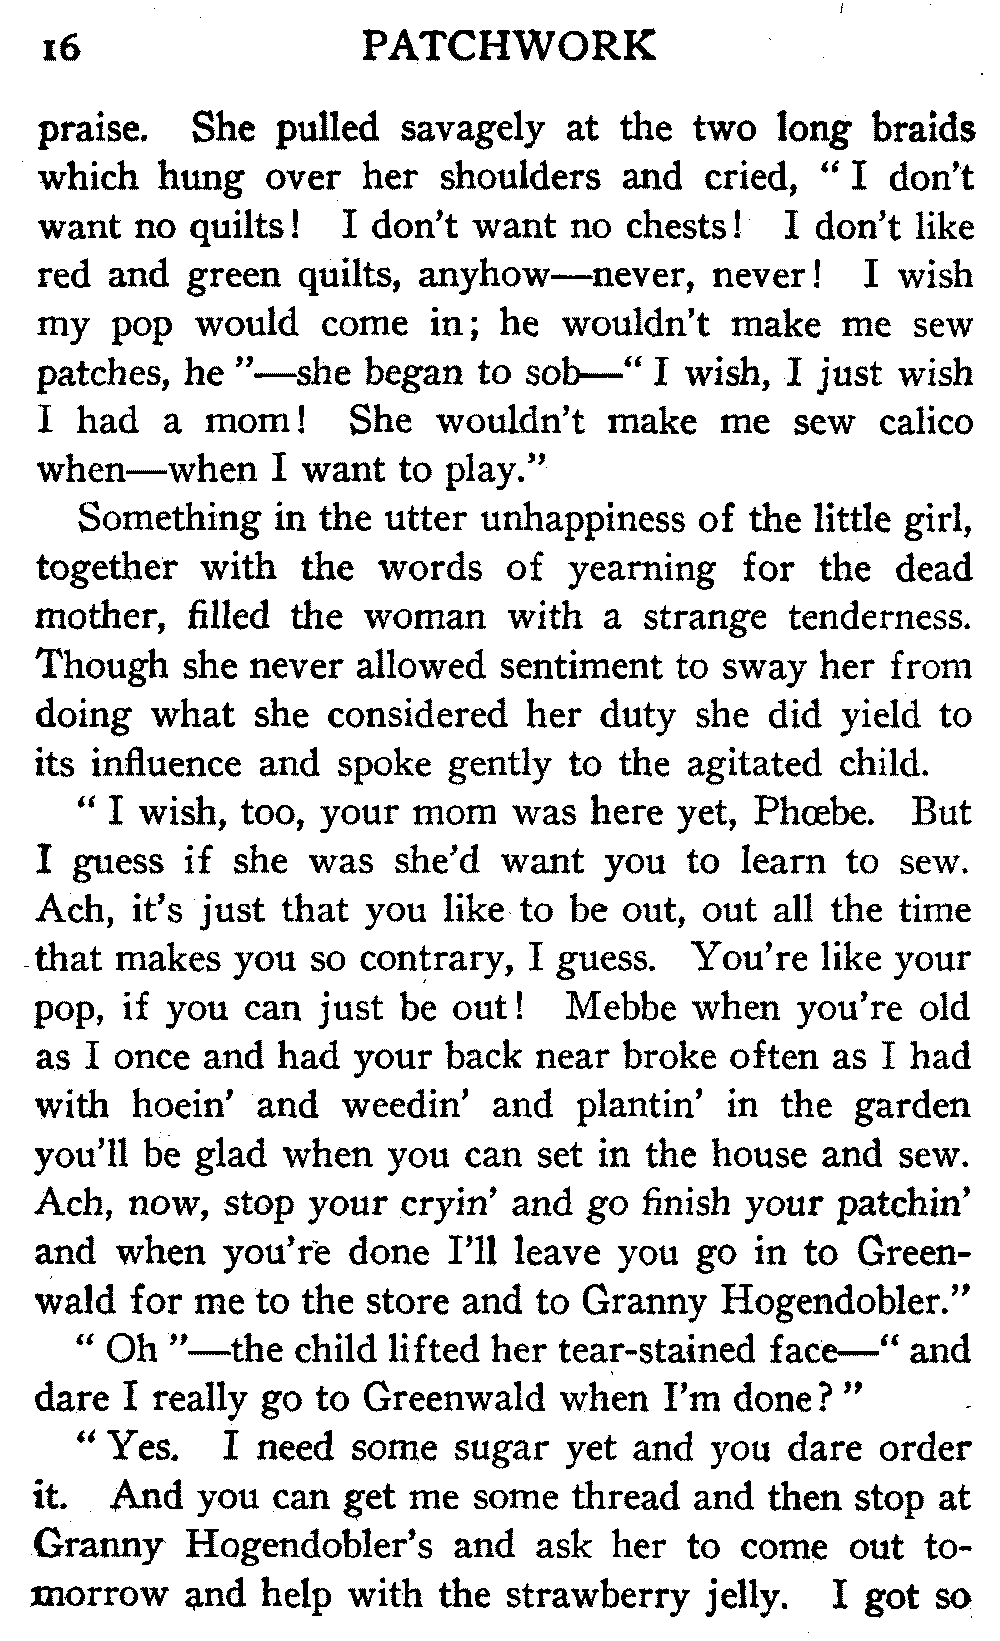 16 PATCHWORK
praise. She pulled savagely at the two long braids
which hung over her shoulders and cried, “ I don't
want no quilts! I don't want no chests! I don't like
red and green quilts, anyhow—never, never! I wish
my pop would come in; he wouldn't make me sew
patches, he ”—she began to sob—“ I wish, I just wish
I had a mom! She wouldn't make me sew calico
when—when I want to play.”
Something in the utter unhappiness of the little girl,
together with the words of yearning for the dead
mother, filled the woman with a strange tenderness.
Though she never allowed sentiment to sway her from
doing what she considered her duty she did yield to
its influence and spoke gently to the agitated child.
“ I wish, too, your mom was here yet, Phœbe. But
I guess if she was she'd want you to learn to sew.
Ach, it's just that you like to be out, out all the time
that makes you so contrary, I guess. You're like your
pop, if you can just be out! Mebbe when you're old
as I once and had your back near broke often as I had
with hoein' and weedin' and plantin' in the garden
you'll be glad when you can set in the house and sew.
Ach, now, stop your cryin' and go finish your patchin'
and when you're done I'll leave you go in to Green-
wald for me to the store and to Granny Hogendobler.”
“ Oh ”—the child lifted her tear-stained face—“ and
dare I really go to Greenwald when I'm done? ”
“ Yes. I need some sugar yet and you dare order
it. And you can get me some thread and then stop at
Granny Hogendobler's and ask her to come out to-
morrow and help with the strawberry jelly. I got so